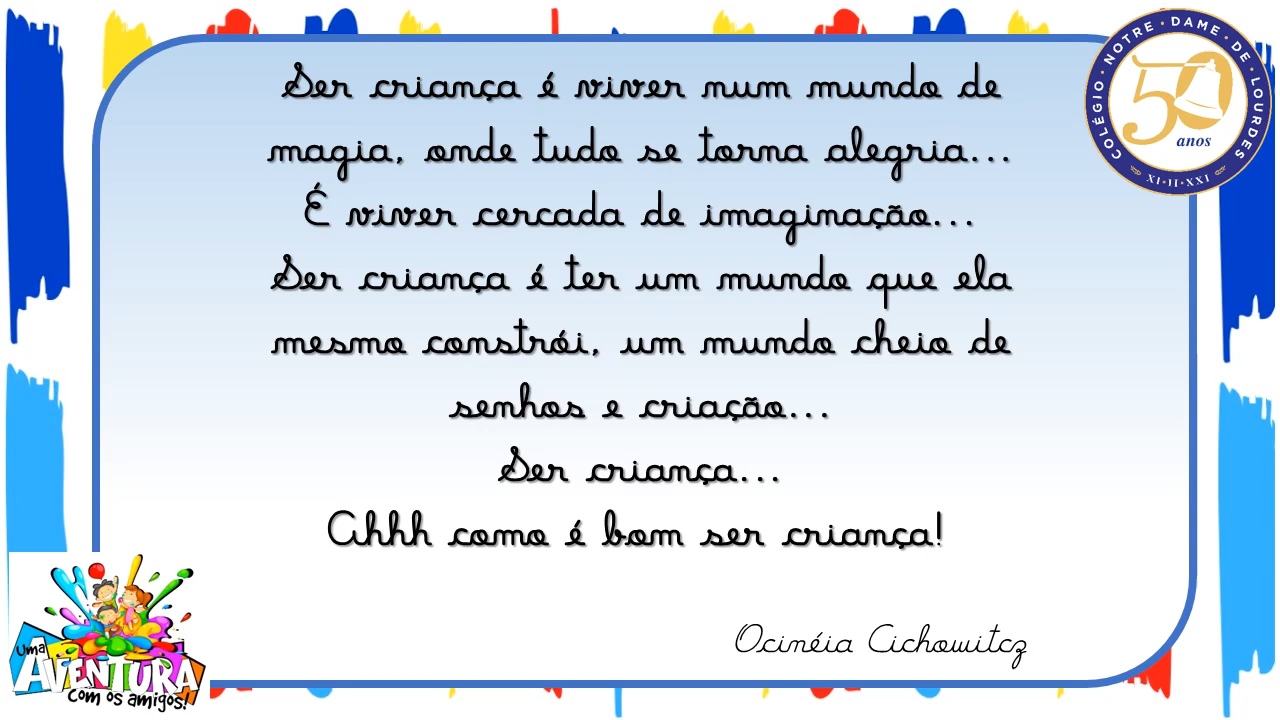 Ser criança é viver num mundo de
magia, onde tudo se torna alegria...
É viver cercada de imaginação...
Ser criança é ter um mundo que ela
mesmo constrói, um mundo cheio de
senhos e criação...
Ser criança...
Ahhh como é bom ser criança!
Ocinéia Cichowitcz
COLÉGIO • NOTRE • DAME • DE • LOURDES
50
anos
XI•II•XXI
UMA
AVENTURA
COM OS AMIGOS!